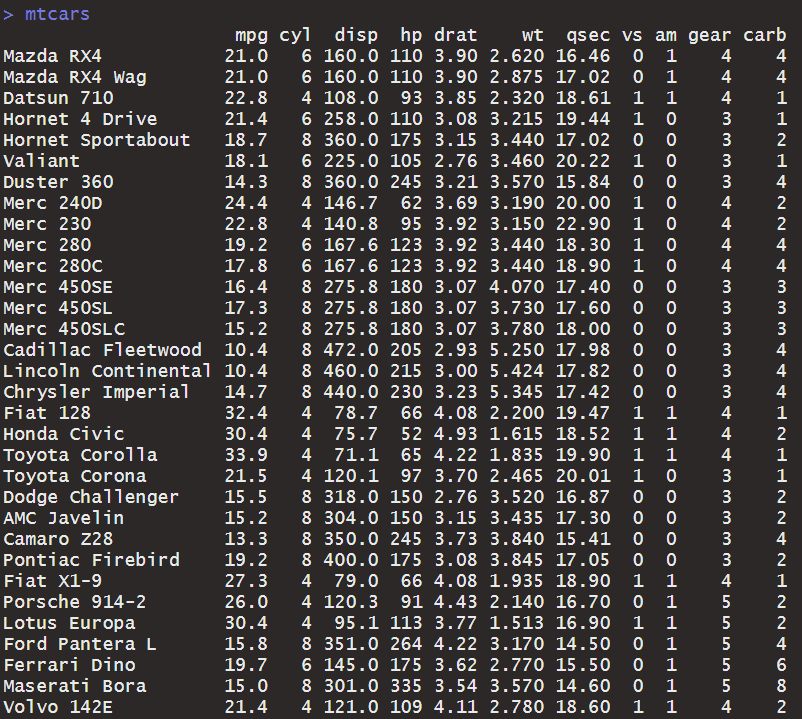 > mtcars
mpg cyl disp hp drat wt qsec vs am gear carb
Mazda RX4 21.0 6 160.0 110 3.90 2.620 16.46 0 1 4 4
Mazda RX4 Wag 21.0 6 160.0 110 3.90 2.875 17.02 0 1 4 4
Datsun 710 22.8 4 108.0 93 3.85 2.320 18.61 1 1 4 1
Hornet 4 Drive 21.4 6 258.0 110 3.08 3.215 19.44 1 0 3 1
Hornet Sportabout 18.7 8 360.0 175 3.15 3.440 17.02 0 0 3 2
Valiant 18.1 6 225.0 105 2.76 3.460 20.22 1 0 3 1
Duster 360 14.3 8 360.0 245 3.21 3.570 15.84 0 0 3 4
Merc 240D 24.4 4 146.7 62 3.69 3.190 20.00 1 0 4 2
Merc 230 22.8 4 140.8 95 3.92 3.150 22.90 1 0 4 2
Merc 280 19.2 6 167.6 123 3.92 3.440 18.30 1 0 4 4
Merc 280C 17.8 6 167.6 123 3.92 3.440 18.90 1 0 4 4
Merc 450SE 16.4 8 275.8 180 3.07 4.070 17.40 0 0 3 3
Merc 450SL 17.3 8 275.8 180 3.07 3.730 17.60 0 0 3 3
Merc 450SLC 15.2 8 275.8 180 3.07 3.780 18.00 0 0 3 3
Cadillac Fleetwood 10.4 8 472.0 205 2.93 5.250 17.98 0 0 3 4
Lincoln Continental 10.4 8 460.0 215 3.00 5.424 17.82 0 0 3 4
Chrysler Imperial 14.7 8 440.0 230 3.23 5.345 17.42 0 0 3 4
Fiat 128 32.4 4 78.7 66 4.08 2.200 19.47 1 1 4 1
Honda Civic 30.4 4 75.7 52 4.93 1.615 18.52 1 1 4 2
Toyota Corolla 33.9 4 71.1 65 4.22 1.835 19.90 1 1 4 1
Toyota Corona 21.5 4 120.1 97 3.70 2.465 20.01 1 0 3 1
Dodge Challenger 15.5 8 318.0 150 2.76 3.520 16.87 0 0 3 2
AMC Javelin 15.2 8 304.0 150 3.15 3.435 17.30 0 0 3 2
Camaro Z28 13.3 8 350.0 245 3.73 3.840 15.41 0 0 3 4
Pontiac Firebird 19.2 8 400.0 175 3.08 3.845 17.05 0 0 3 2
Fiat X1-9 27.3 4 79.0 66 4.08 1.935 18.90 1 1 4 1
Porsche 914-2 26.0 4 120.3 91 4.43 2.140 16.70 0 1 5 2
Lotus Europa 30.4 4 95.1 113 3.77 1.513 16.90 1 1 5 2
Ford Pantera L 15.8 8 351.0 264 4.22 3.170 14.50 0 1 5 4
Ferrari Dino 19.7 6 145.0 175 3.62 2.770 15.50 0 1 5 6
Maserati Bora 15.0 8 301.0 335 3.54 3.570 14.60 0 1 5 8
Volvo 142E 21.4 4 121.0 109 4.11 2.780 18.60 1 1 4 2